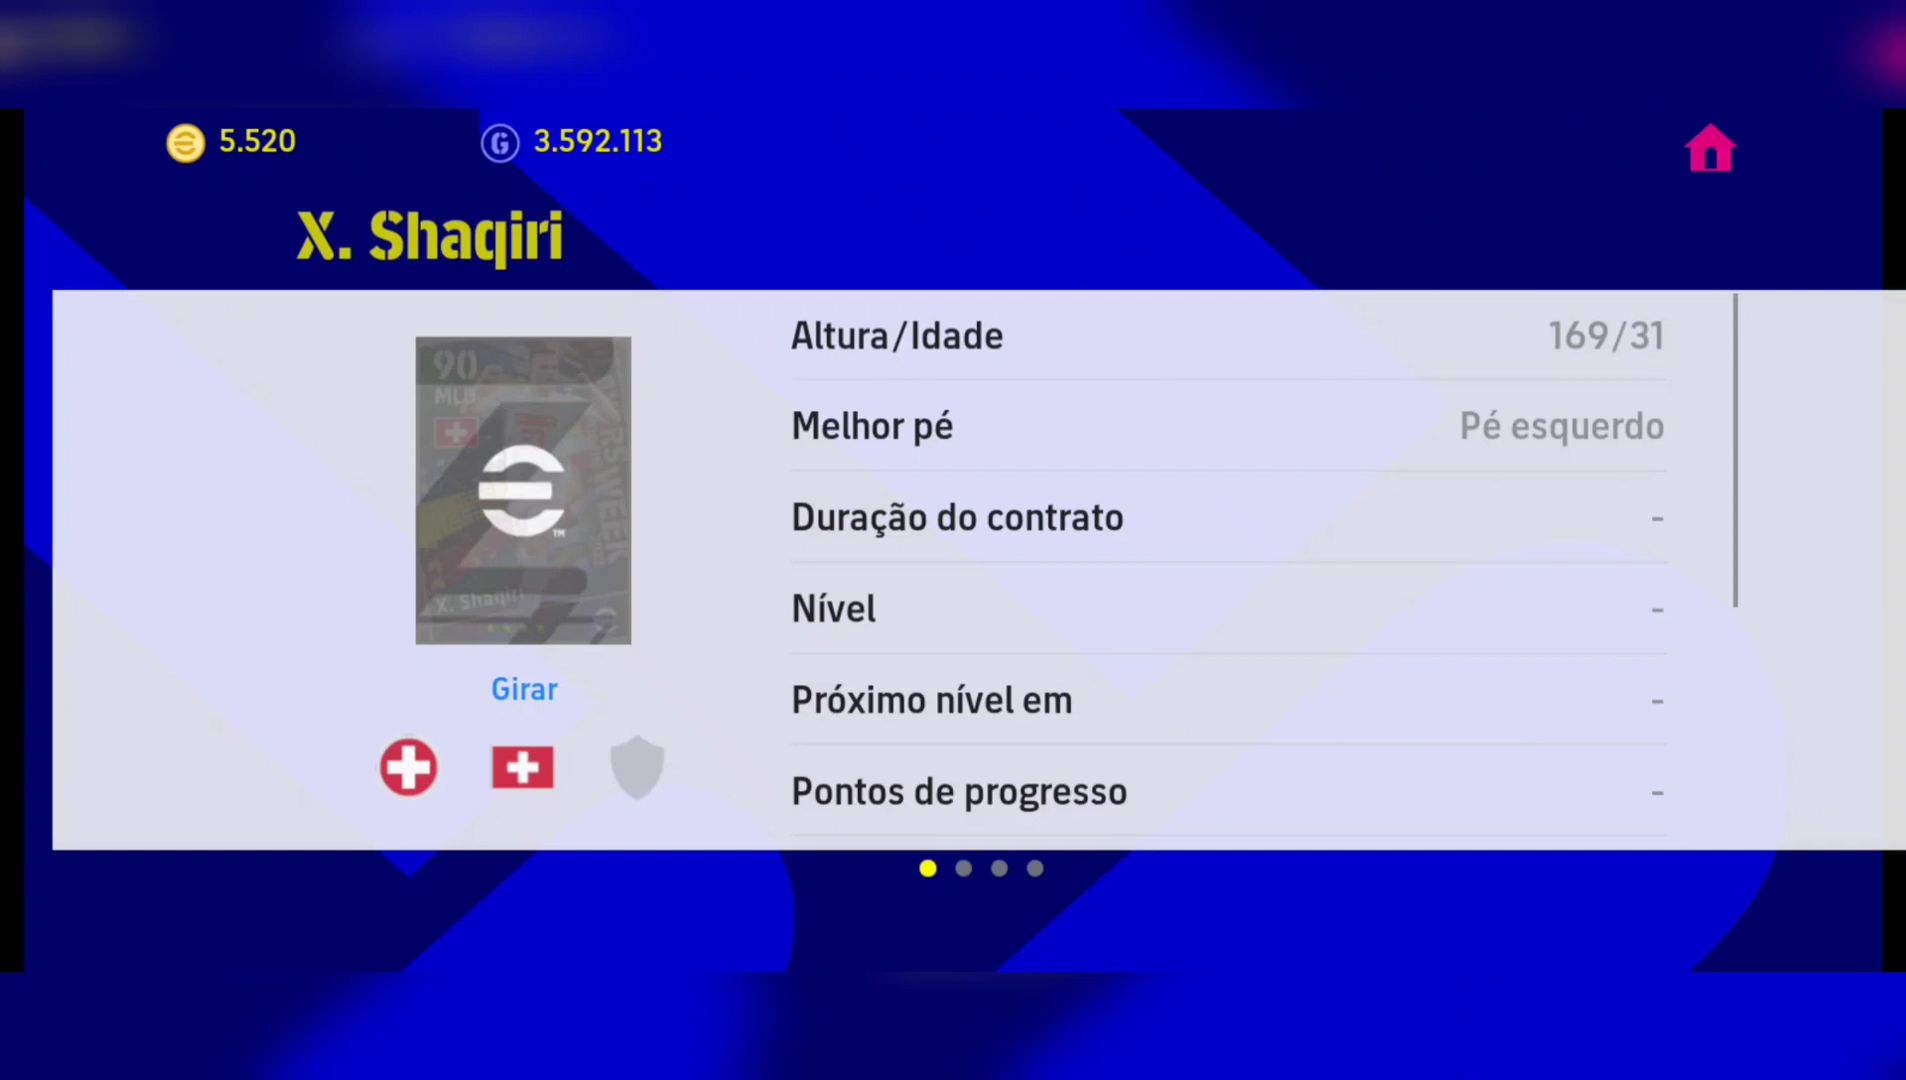 5.520
3.592.113
X. Shaqiri
90
Altura/Idade 169/31
Melhor pé Pé esquerdo
Duração do contrato -
Nível -
Próximo nível em -
Pontos de progresso -
X. Shaqiri
Girar